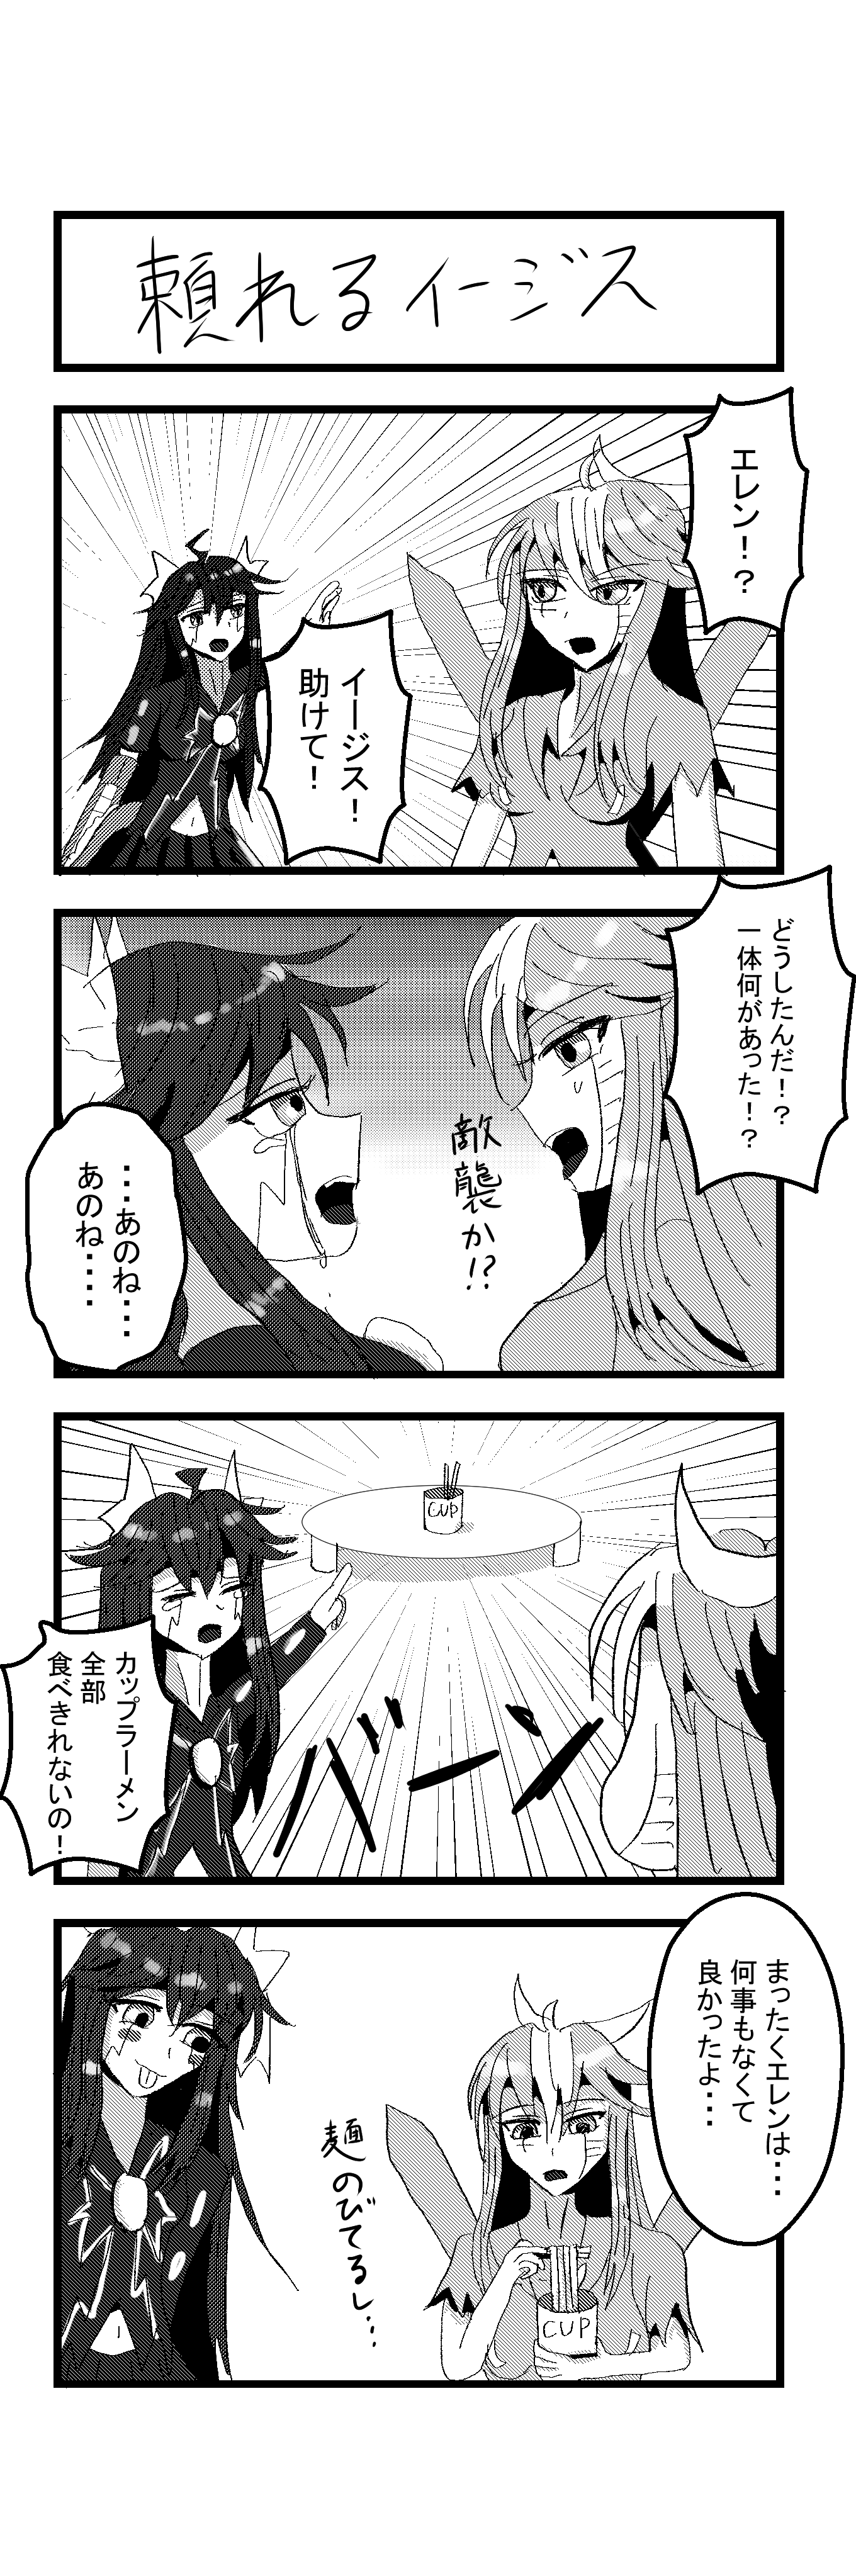 頼れるイージス
エレン！？
イージス！
助けて！
どうしたんだ！？
一体何があった！？
敵襲か!?
・・・あのね・・・
あのね・・・・
CUP
カップラーメン
全部
食べきれないの！
バーン
まったくエレンは・・・
何事もなくて
良かったよ・・・
麺のびてるし…
CUP